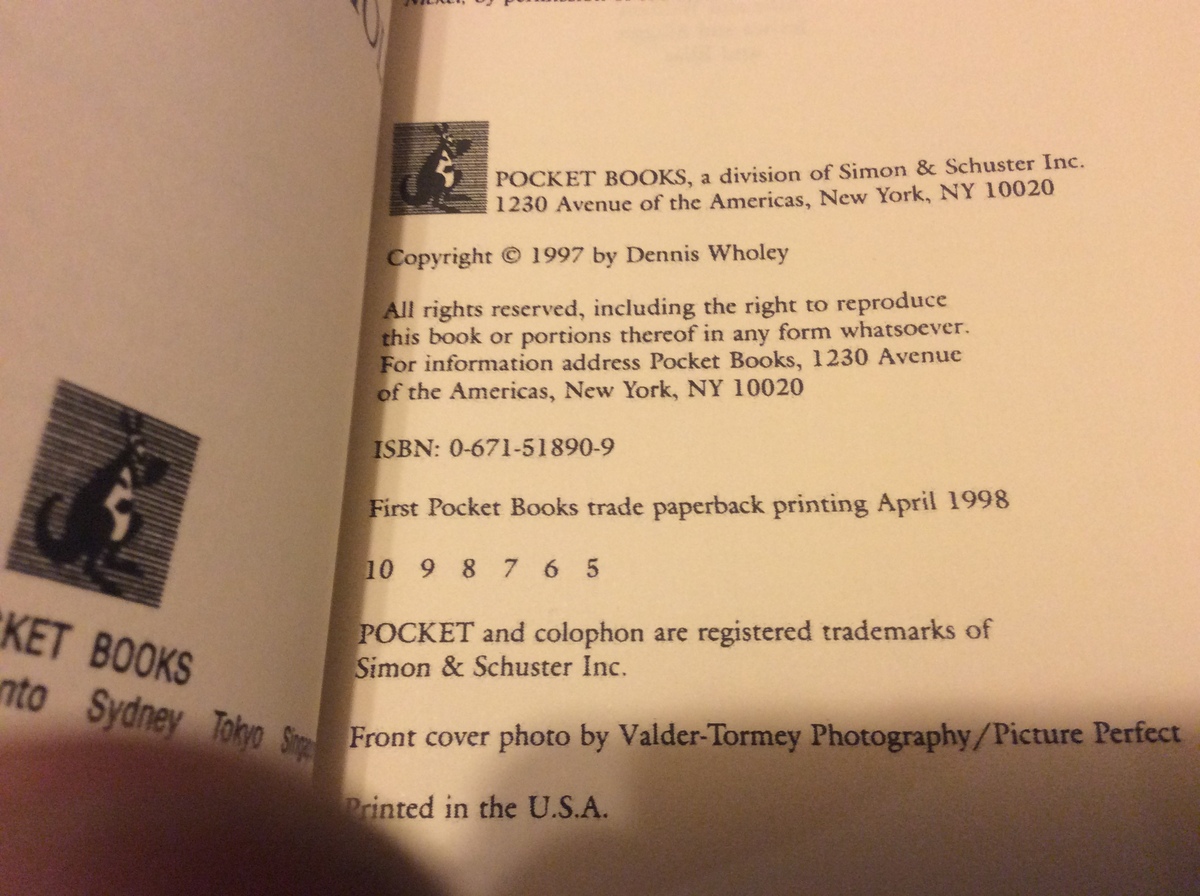 KET BOOKS
nto Sydney Tokyo
by permission of
POCKET BOOKS, a division of Simon & Schuster Inc.
1230 Avenue of the Americas, New York, NY 10020
Copyright © 1997 by Dennis Wholey
All rights reserved, including the right to reproduce
this book or portions thereof in any form whatsoever.
For information address Pocket Books, 1230 Avenue
of the Americas, New York, NY 10020
ISBN: 0-671-51890-9
First Pocket Books trade paperback printing April 1998
10 9 8 7 6 5
POCKET and colophon are registered trademarks of
Simon & Schuster Inc.
Front cover photo by Valder-Tormey Photography/Picture Perfect
Printed in the U.S.A.